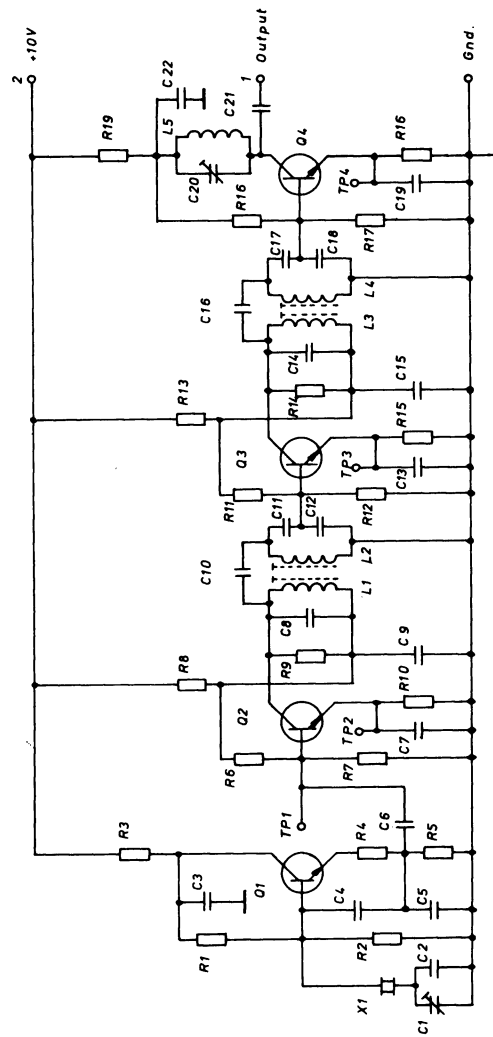 2
+10V
C22
R19
L5
C20
C21
1
Output
Q4
R16
C17
C18
TP4
R16
C19
R17
Gnd.
C16
L3
L4
C14
R14
C15
R13
Q3
R11
C11
C12
R12
TP3
C13
R15
C10
L1
L2
C8
R9
C9
R8
Q2
R6
R7
TP2
C7
R10
TP1
C6
R3
C3
R1
Q1
R4
C4
R5
C5
R2
X1
C2
C1